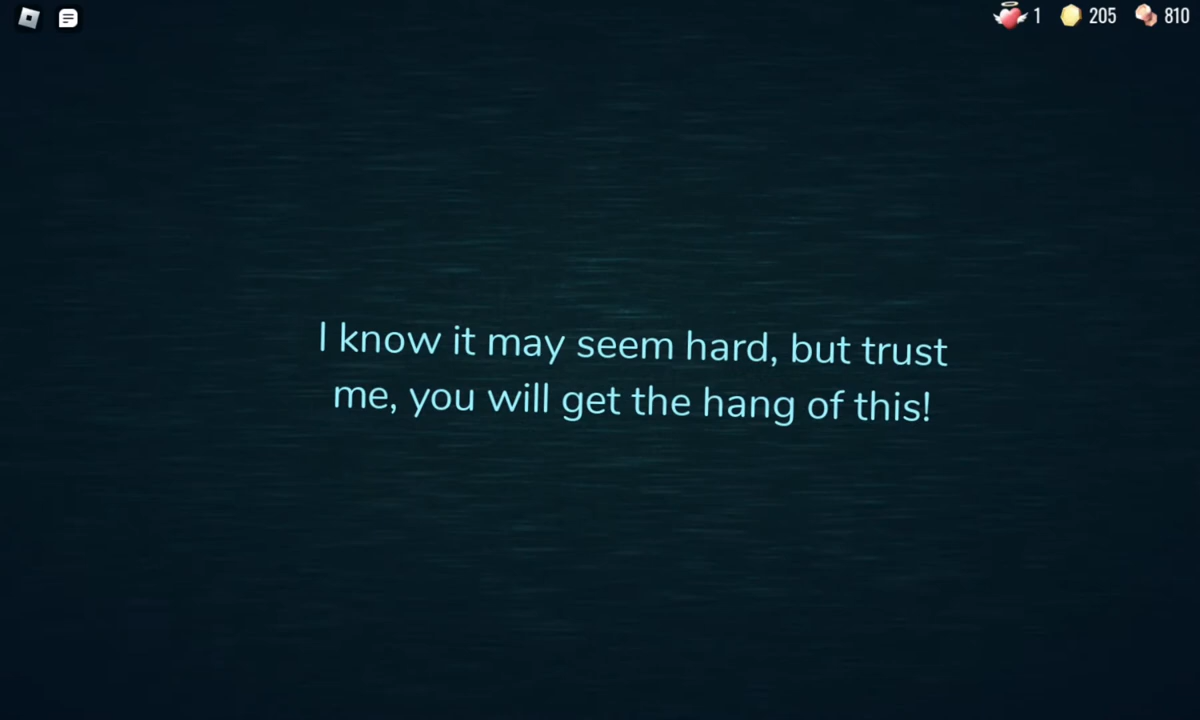 1 205 810
I know it may seem hard, but trust
me, you will get the hang of this!